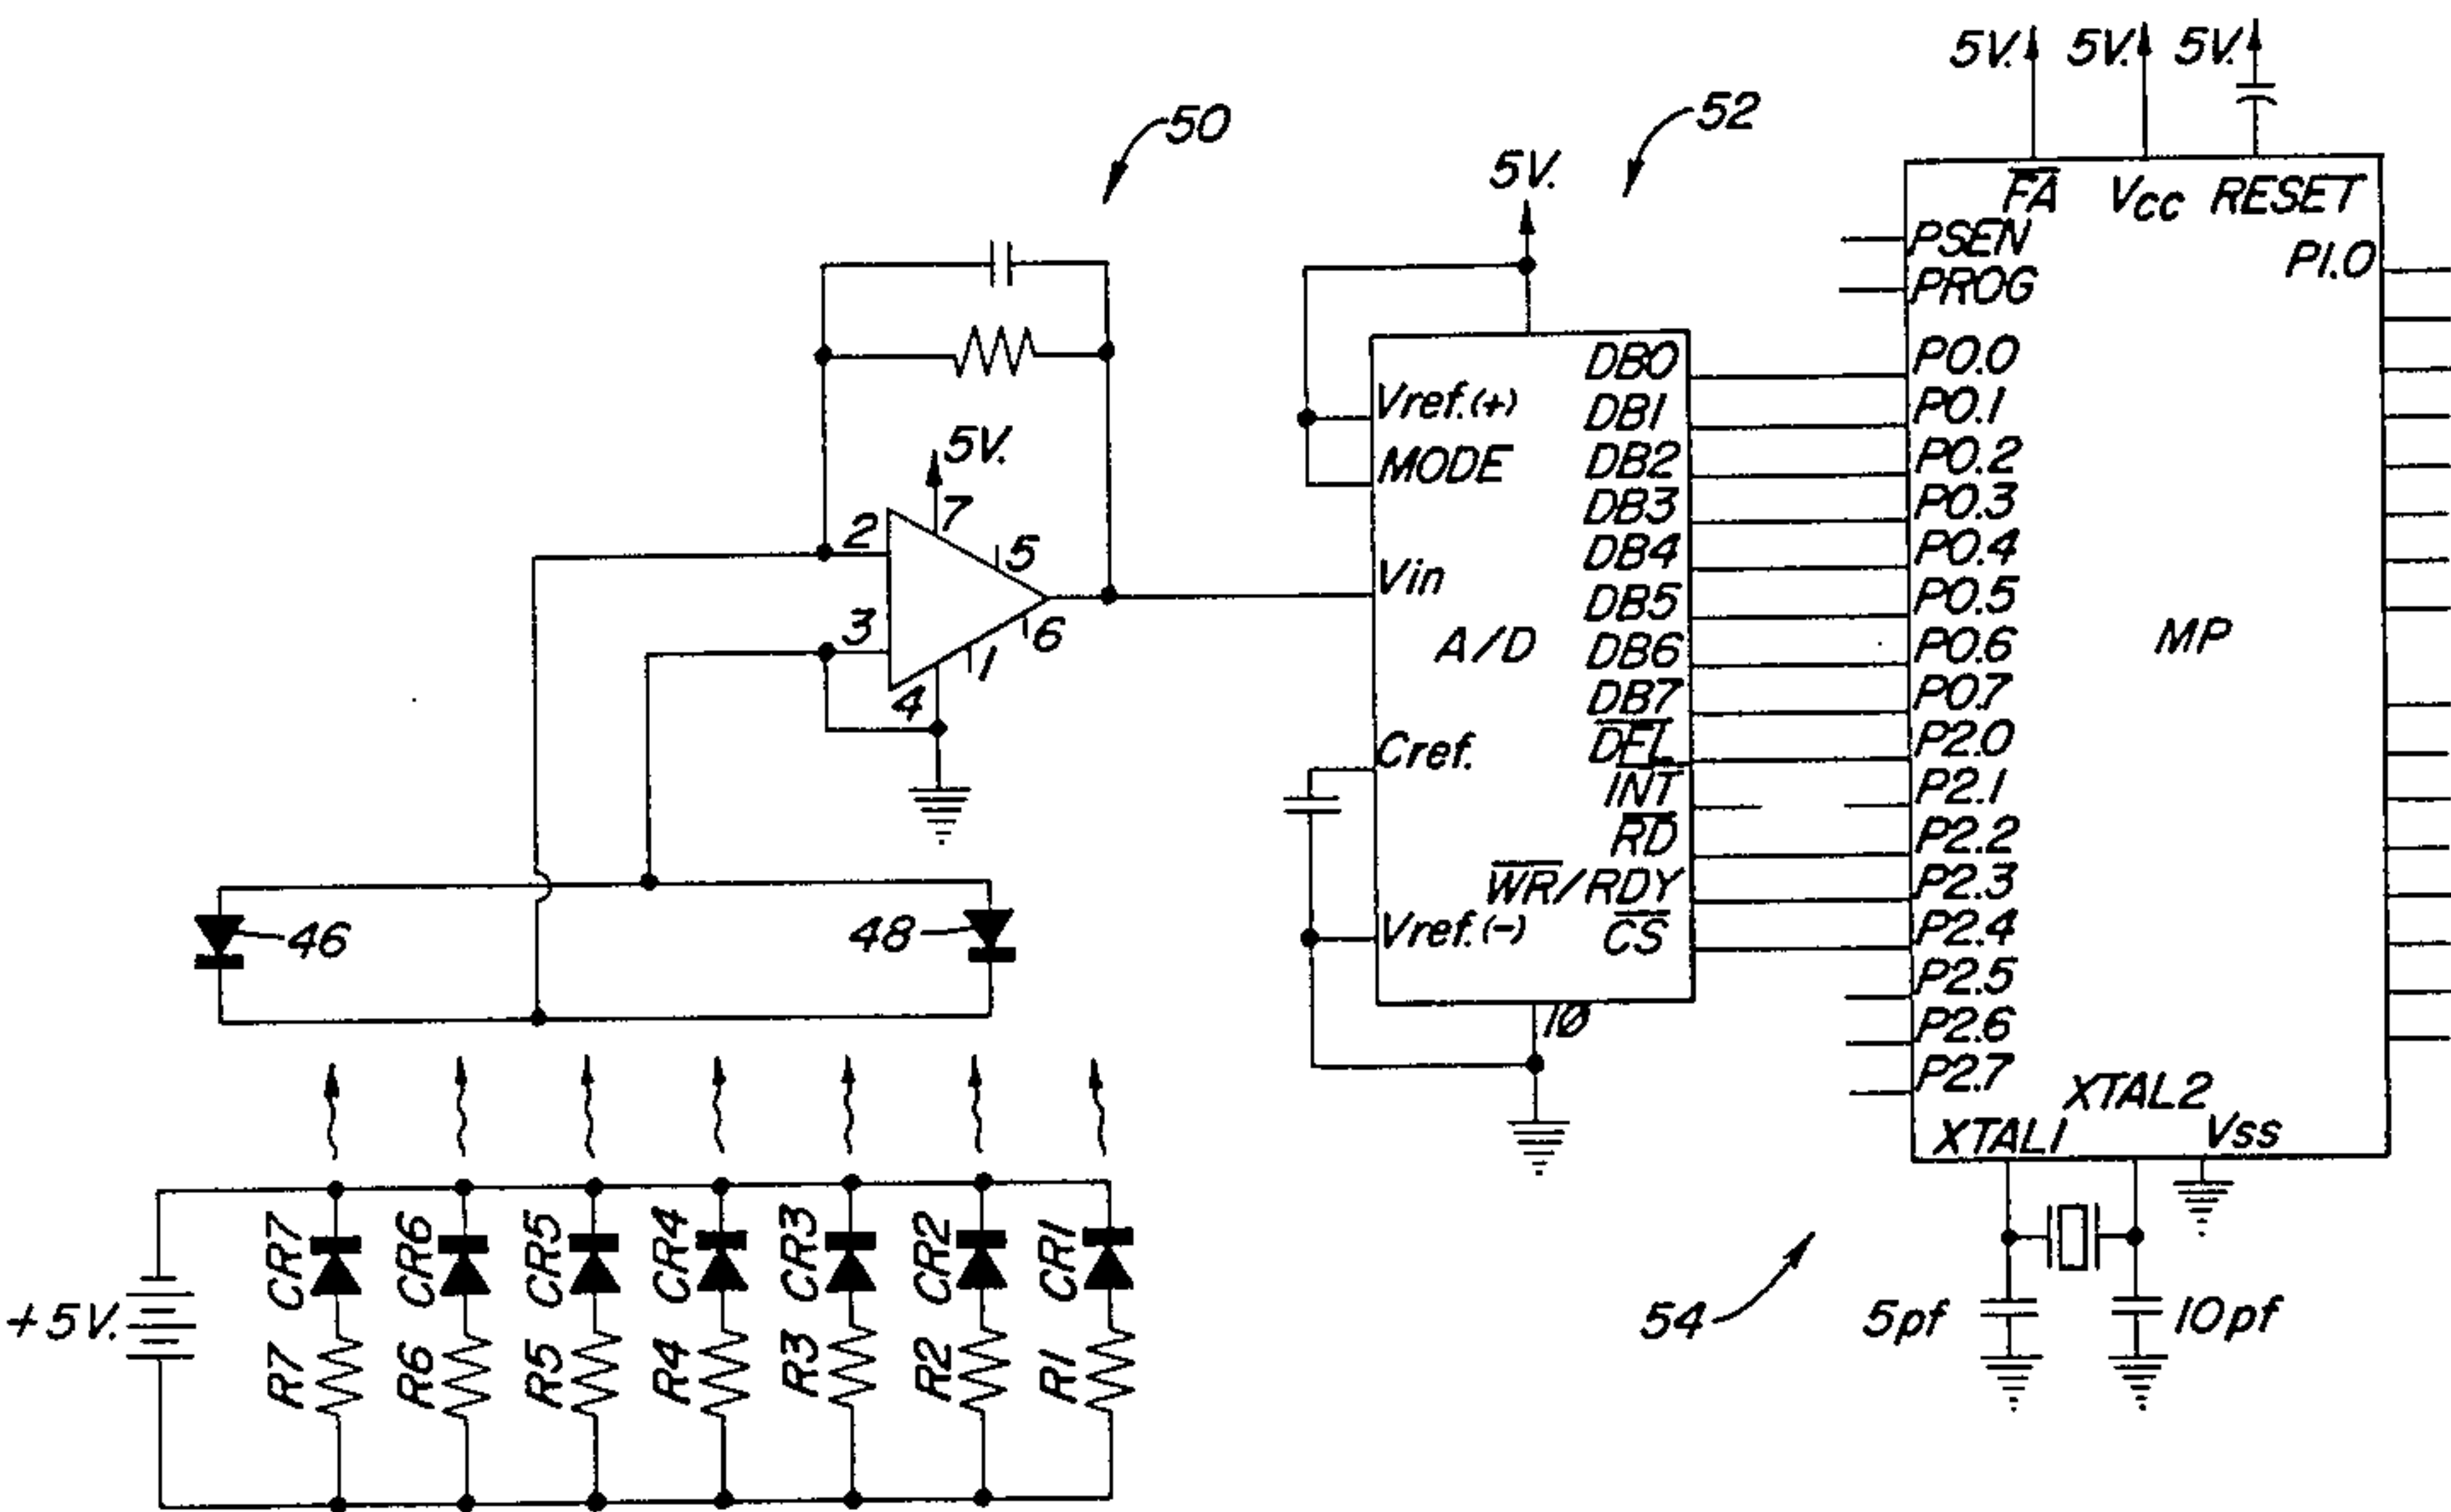 50
52
5V.
5V.
5V.
5V.
FA
Vcc
RESET
PSEN
PROG
P1.0
P0.0
P0.1
P0.2
P0.3
P0.4
P0.5
P0.6
P0.7
P2.0
P2.1
P2.2
P2.3
P2.4
P2.5
P2.6
P2.7
MP
XTAL2
XTAL1
Vss
Vref.(+)
MODE
Vin
A/D
Cref.
Vref.(-)
DB0
DB1
DB2
DB3
DB4
DB5
DB6
DB7
DFL
INT
RD
WR/RDY
CS
10
5V.
7
2
5
3
6
1
4
46
48
CR7
CR6
CR5
CR4
CR3
CR2
CR1
+5V.
R7
R6
R5
R4
R3
R2
R1
54
5pf
10pf